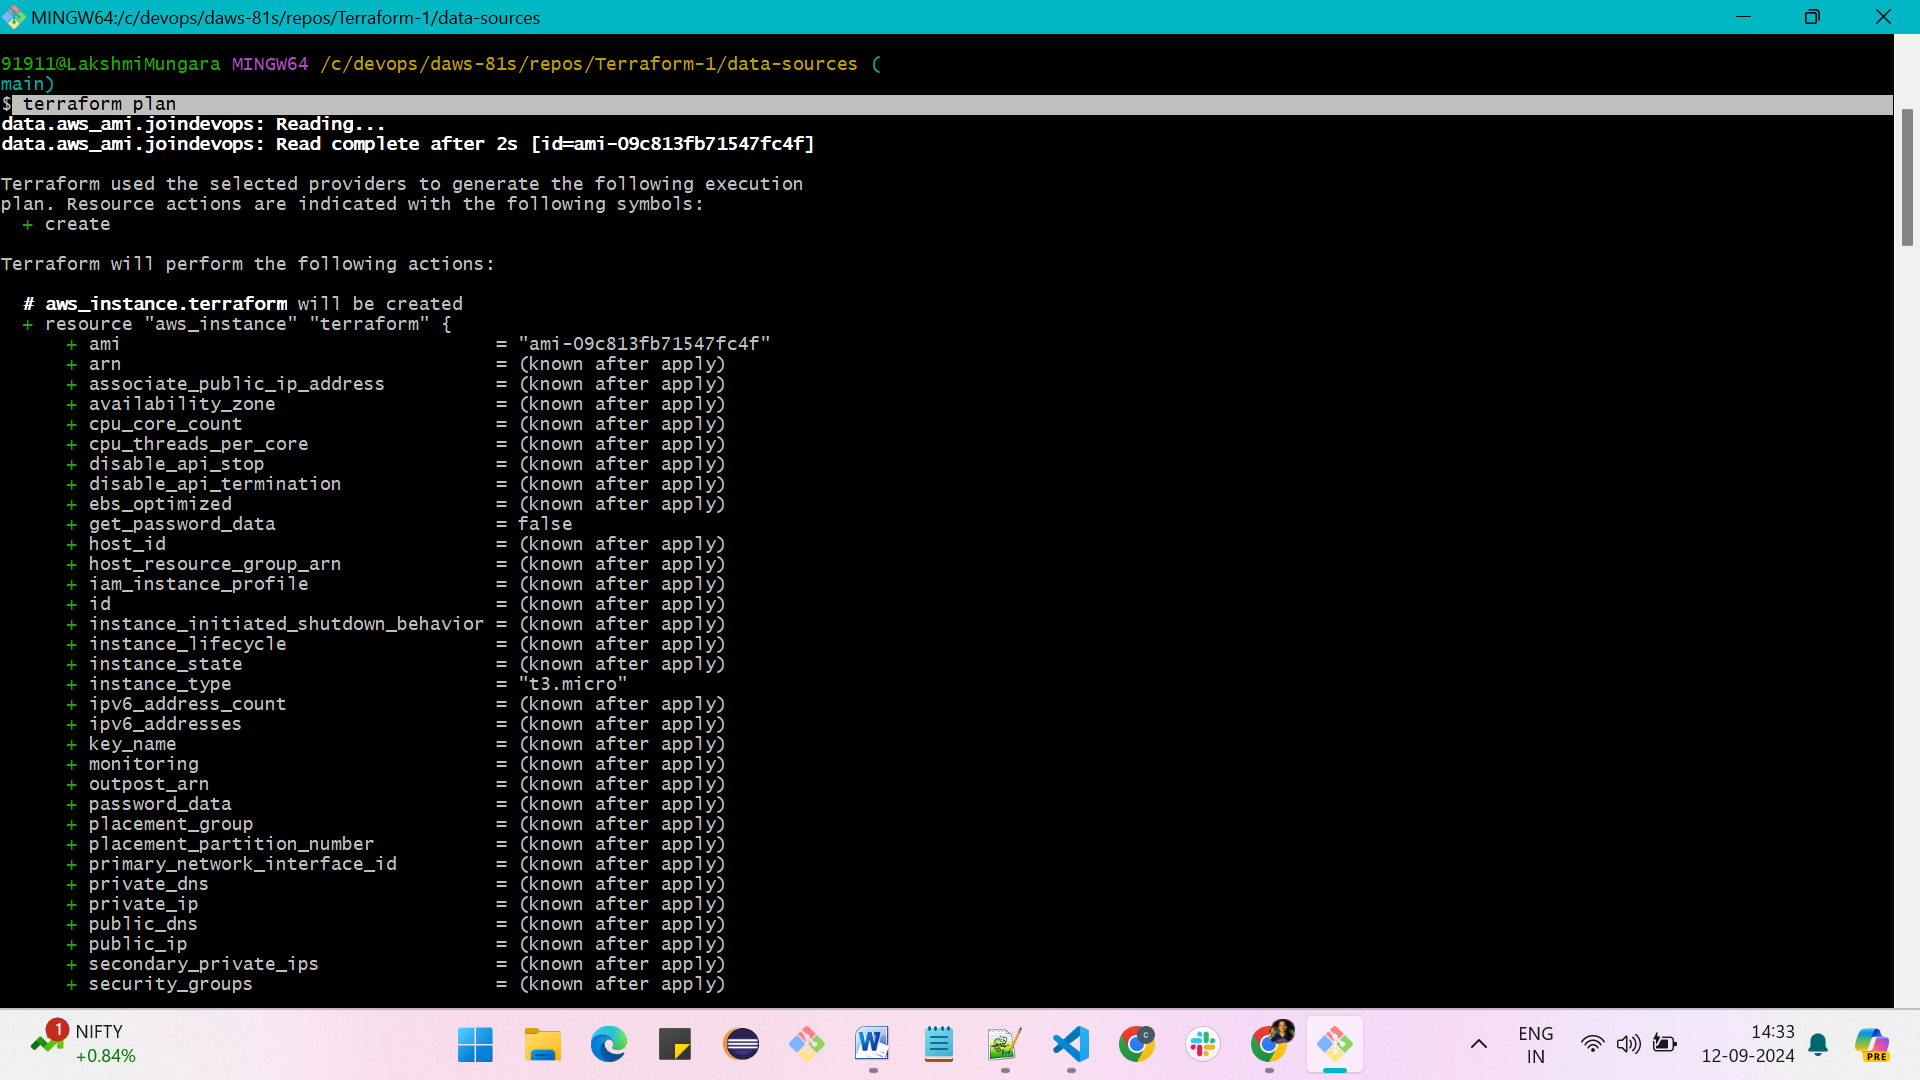 MINGW64:/c/devops/daws-81s/repos/Terraform-1/data-sources
91911@LakshmiMungara MINGW64 /c/devops/daws-81s/repos/Terraform-1/data-sources (
main)
$ terraform plan
data.aws_ami.joindevops: Reading...
data.aws_ami.joindevops: Read complete after 2s [id=ami-09c813fb71547fc4f]
Terraform used the selected providers to generate the following execution
plan. Resource actions are indicated with the following symbols:
+ create
Terraform will perform the following actions:
# aws_instance.terraform will be created
+ resource "aws_instance" "terraform" {
+ ami = "ami-09c813fb71547fc4f"
+ arn = (known after apply)
+ associate_public_ip_address = (known after apply)
+ availability_zone = (known after apply)
+ cpu_core_count = (known after apply)
+ cpu_threads_per_core = (known after apply)
+ disable_api_stop = (known after apply)
+ disable_api_termination = (known after apply)
+ ebs_optimized = (known after apply)
+ get_password_data = false
+ host_id = (known after apply)
+ host_resource_group_arn = (known after apply)
+ iam_instance_profile = (known after apply)
+ id = (known after apply)
+ instance_initiated_shutdown_behavior = (known after apply)
+ instance_lifecycle = (known after apply)
+ instance_state = (known after apply)
+ instance_type = "t3.micro"
+ ipv6_address_count = (known after apply)
+ ipv6_addresses = (known after apply)
+ key_name = (known after apply)
+ monitoring = (known after apply)
+ outpost_arn = (known after apply)
+ password_data = (known after apply)
+ placement_group = (known after apply)
+ placement_partition_number = (known after apply)
+ primary_network_interface_id = (known after apply)
+ private_dns = (known after apply)
+ private_ip = (known after apply)
+ public_dns = (known after apply)
+ public_ip = (known after apply)
+ secondary_private_ips = (known after apply)
+ security_groups = (known after apply)
1 NIFTY
+0.84%
ENG
IN
14:33
12-09-2024
PRE